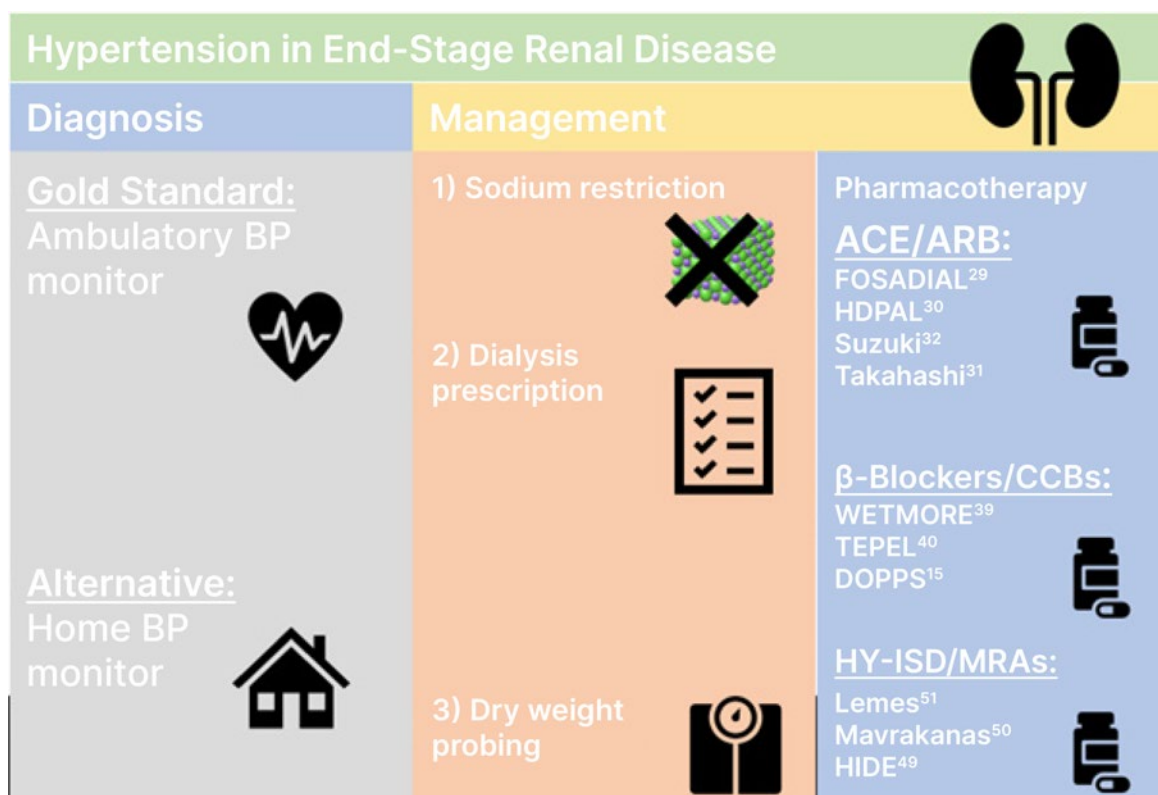 Hypertension in End-Stage Renal Disease
Diagnosis
Management
Gold Standard:
Ambulatory BP
monitor
Alternative:
Home BP
monitor
1) Sodium restriction
2) Dialysis
prescription
3) Dry weight
probing
Pharmacotherapy
ACE/ARB:
FOSADIAL²⁹
HDPAL³⁰
Suzuki³²
Takahashi³¹
β-Blockers/CCBs:
WETMORE³⁹
TEPEL⁴⁰
DOPPS¹⁵
HY-ISD/MRAs:
Lemes⁵¹
Mavrakanas⁵⁰
HIDE⁴⁹